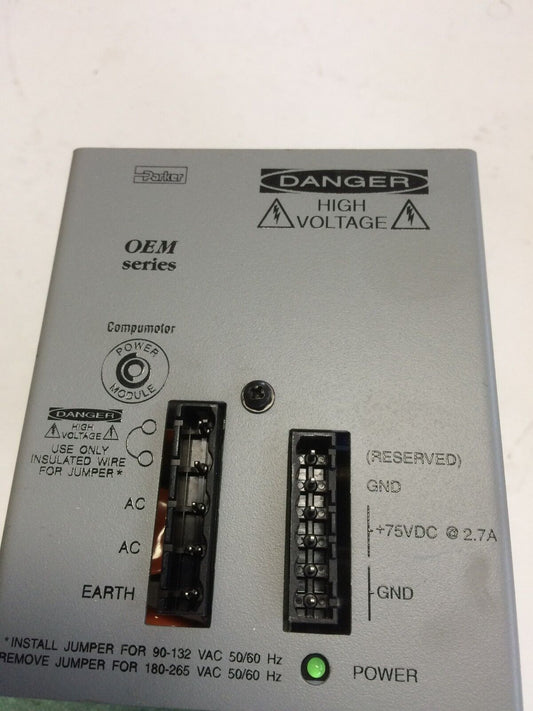 Parker
DANGER
HIGH
VOLTAGE
OEM
series
Compumotor
POWER
MODULE
DANGER
HIGH
VOLTAGE
USE ONLY
INSULATED WIRE
FOR JUMPER*
AC
AC
EARTH
(RESERVED)
GND
+75VDC @ 2.7A
GND
*INSTALL JUMPER FOR 90-132 VAC 50/60 Hz
REMOVE JUMPER FOR 180-265 VAC 50/60 Hz
POWER